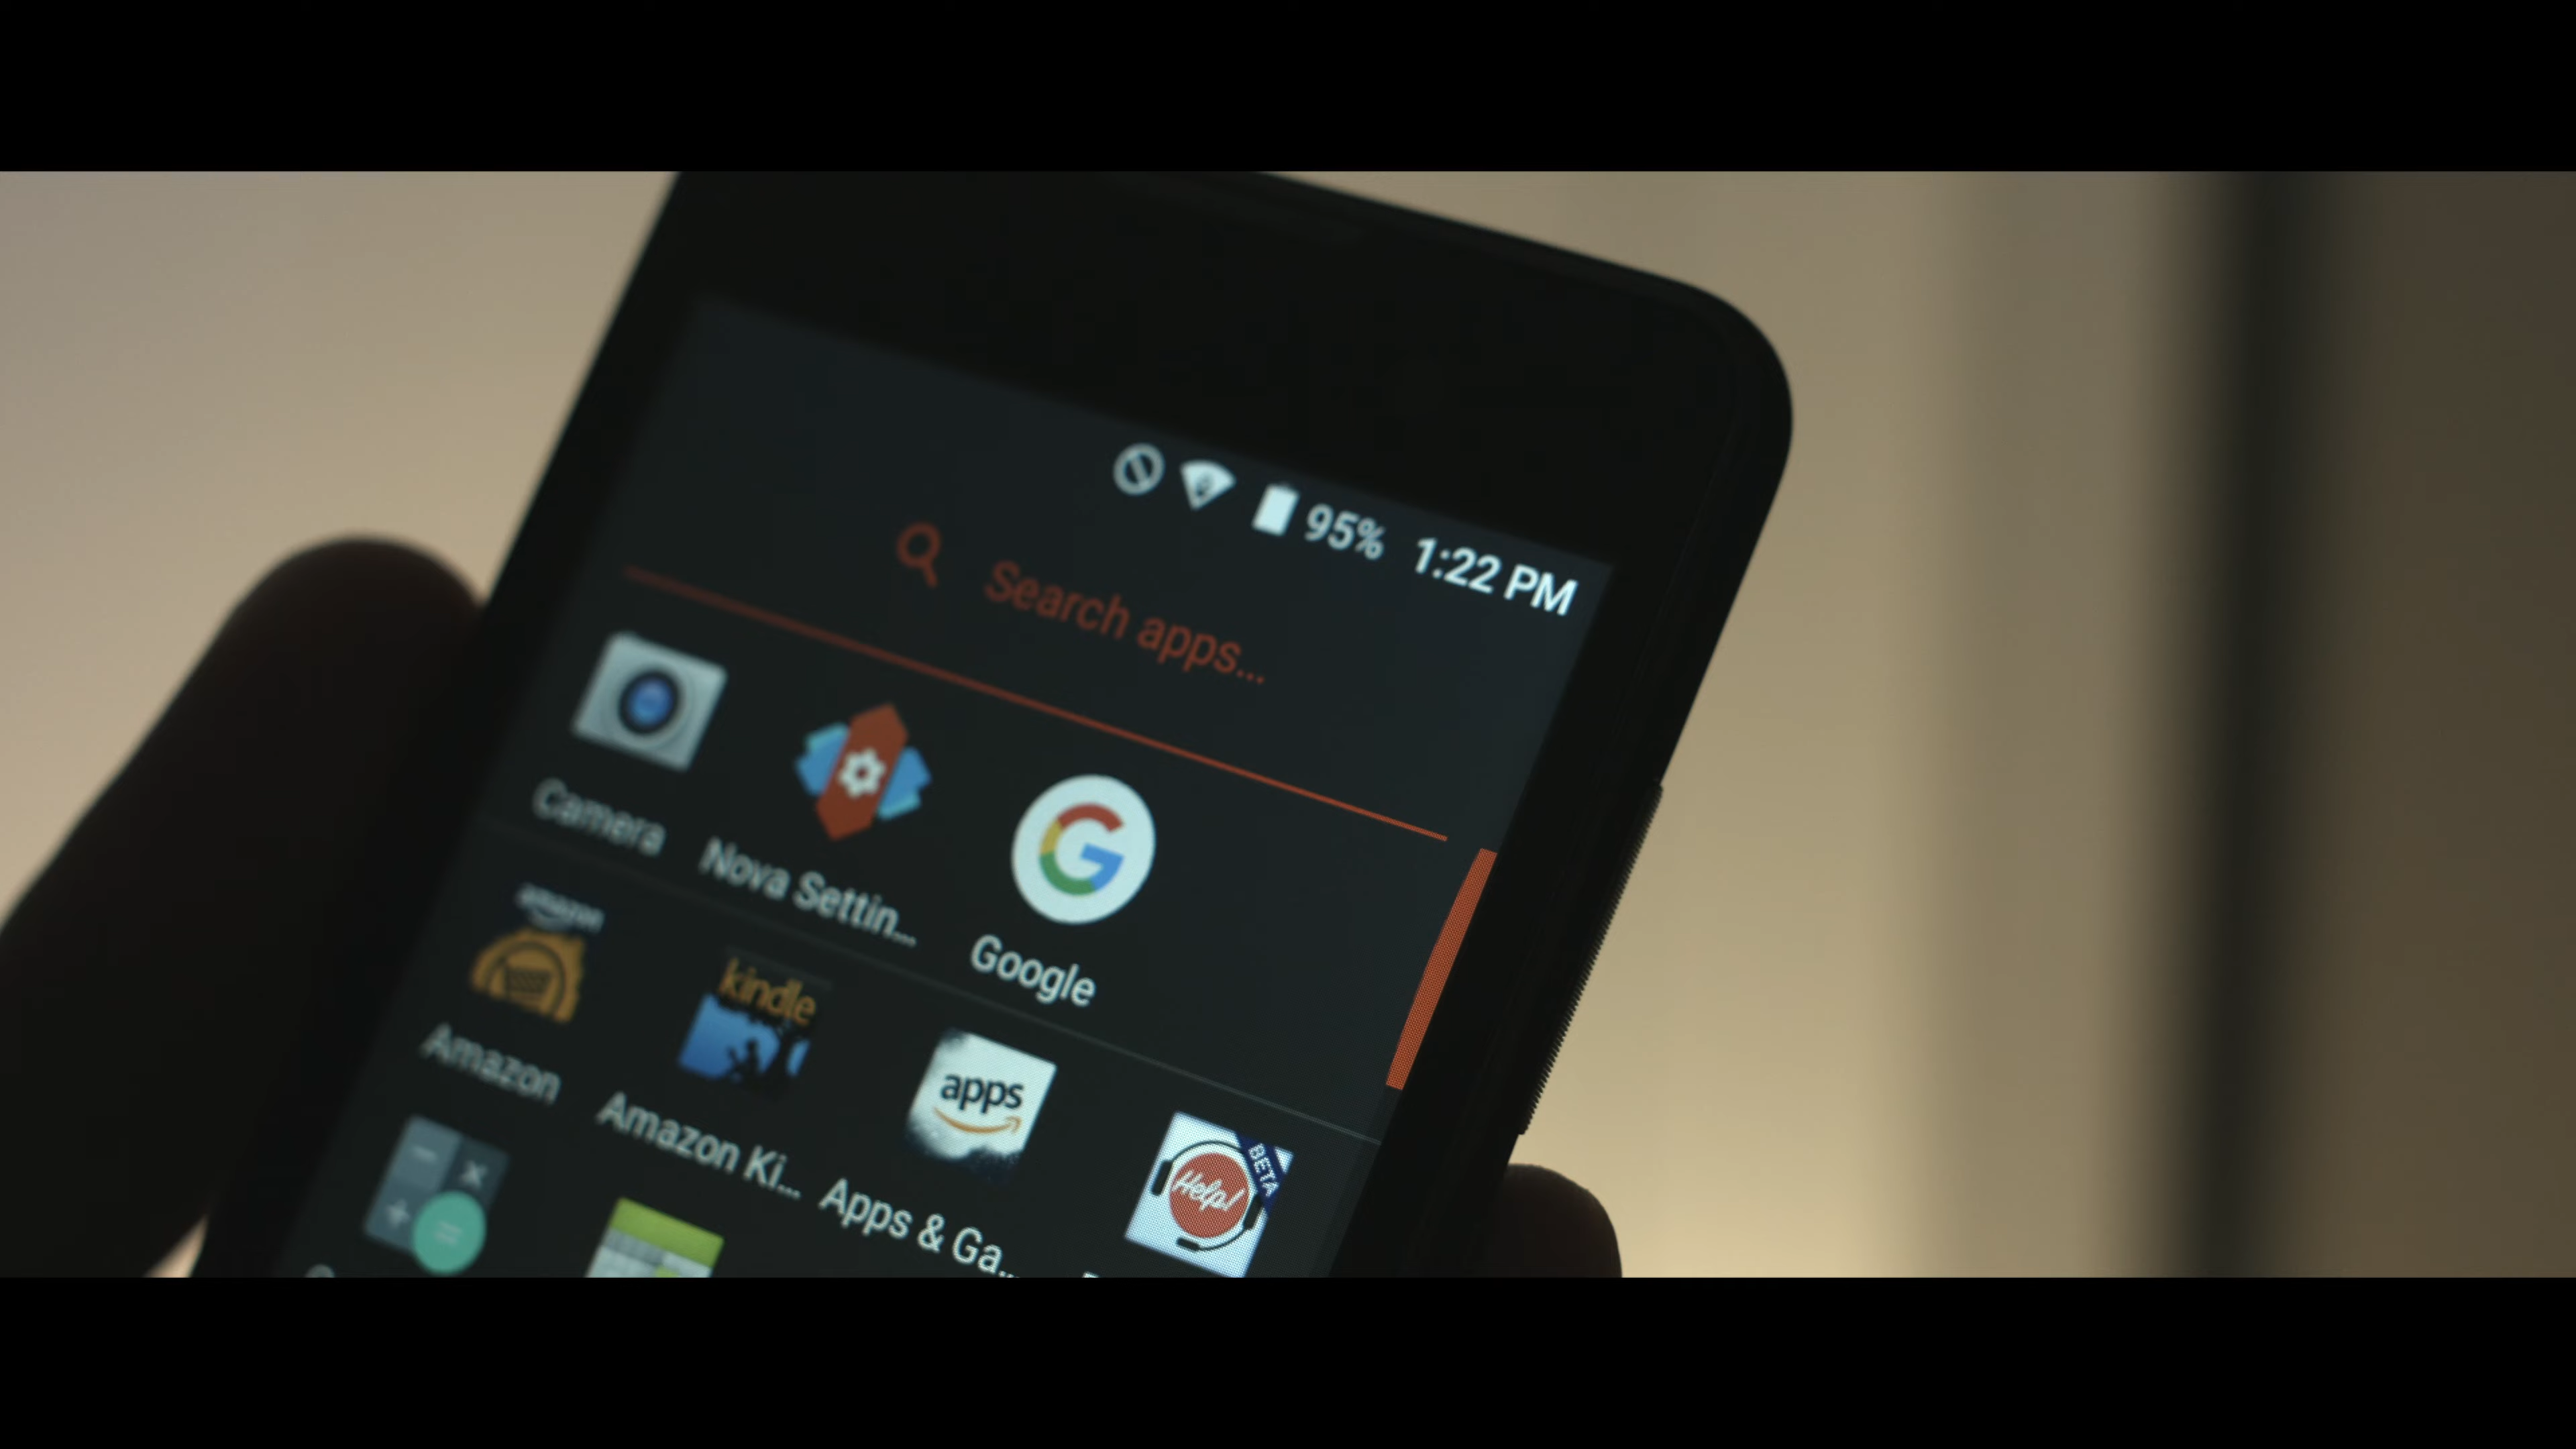 95% 1:22 PM
Search apps...
Camera
Nova Settin...
Google
amazon
kindle
apps
Help!
BETA
Amazon
Amazon Ki...
Apps & Ga...